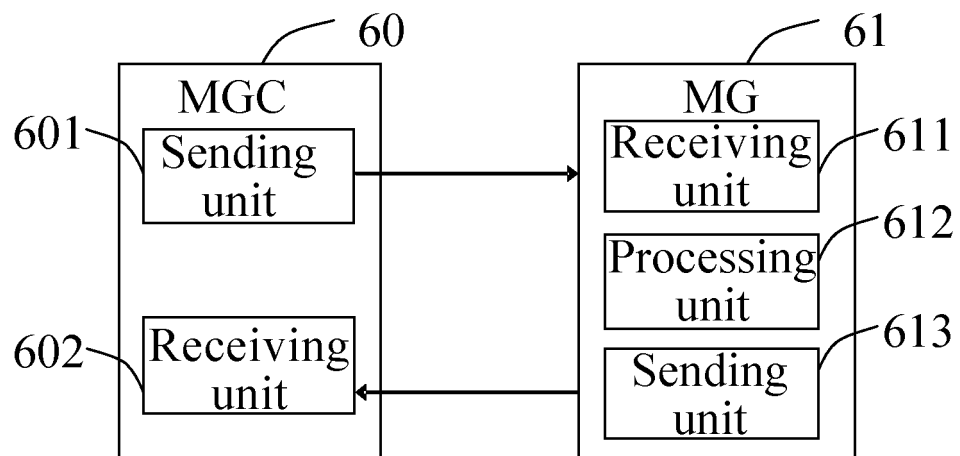 60
61
MGC
MG
601
Sending
unit
Receiving
unit
611
Processing
unit
612
602
Receiving
unit
Sending
unit
613